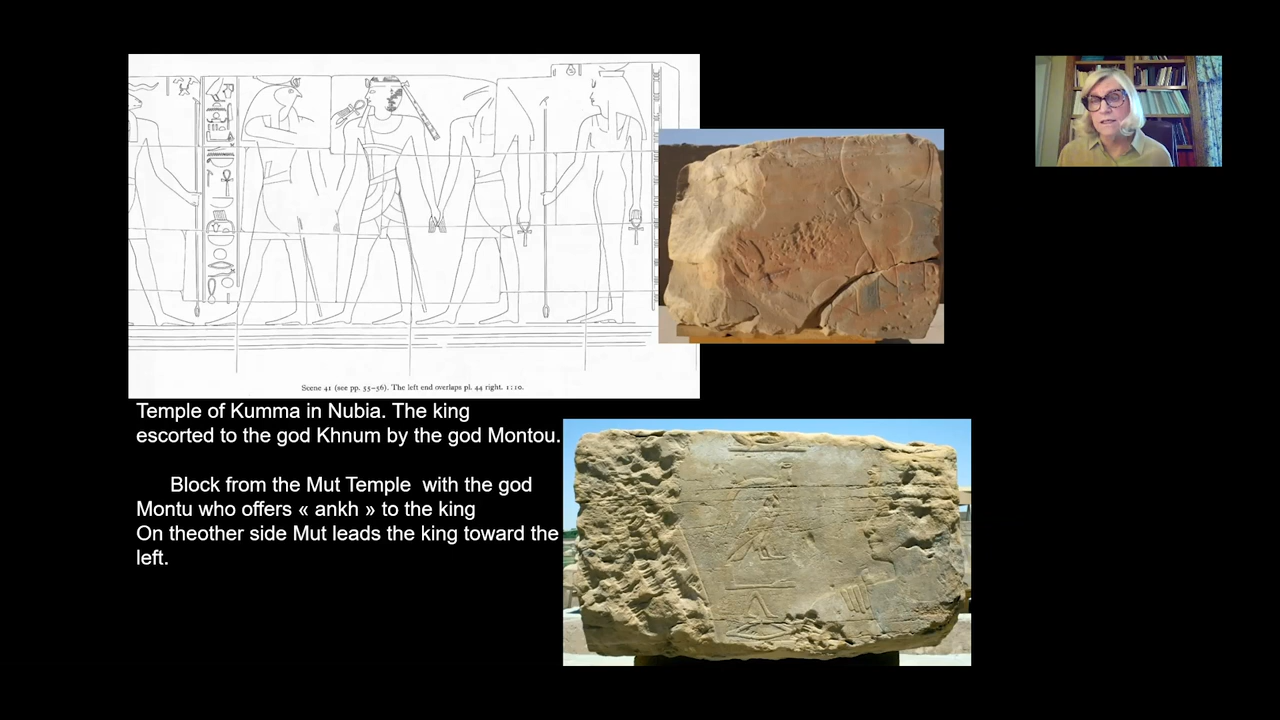 Scene 41 (see pp. 55–56). The left end overlaps pl. 44 right. 1:10.
Temple of Kumma in Nubia. The king
escorted to the god Khnum by the god Montou.
Block from the Mut Temple with the god
Montu who offers « ankh » to the king
On theother side Mut leads the king toward the
left.